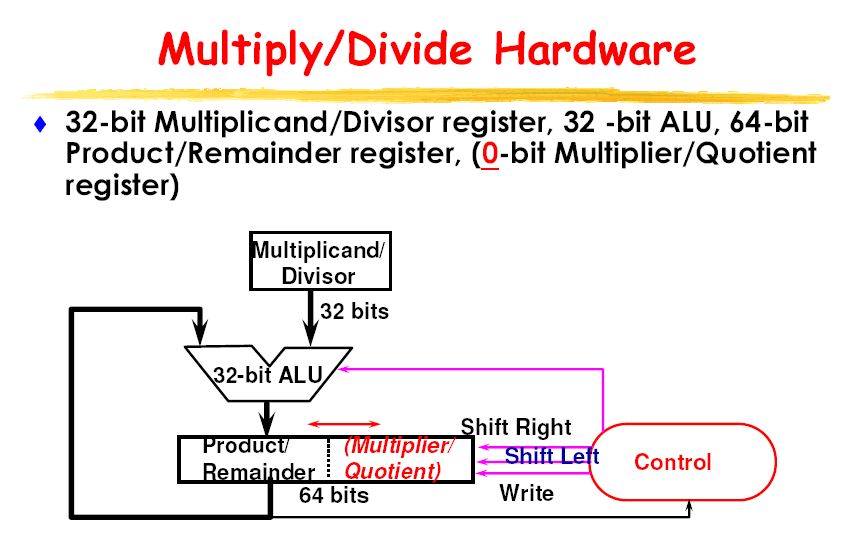 Multiply/Divide Hardware
♦ 32-bit Multiplicand/Divisor register, 32 -bit ALU, 64-bit
Product/Remainder register, (0-bit Multiplier/Quotient
register)
Multiplicand/
Divisor
32 bits
32-bit ALU
Shift Right
Product/ (Multiplier/
Shift Left
Control
Remainder Quotient)
64 bits
Write